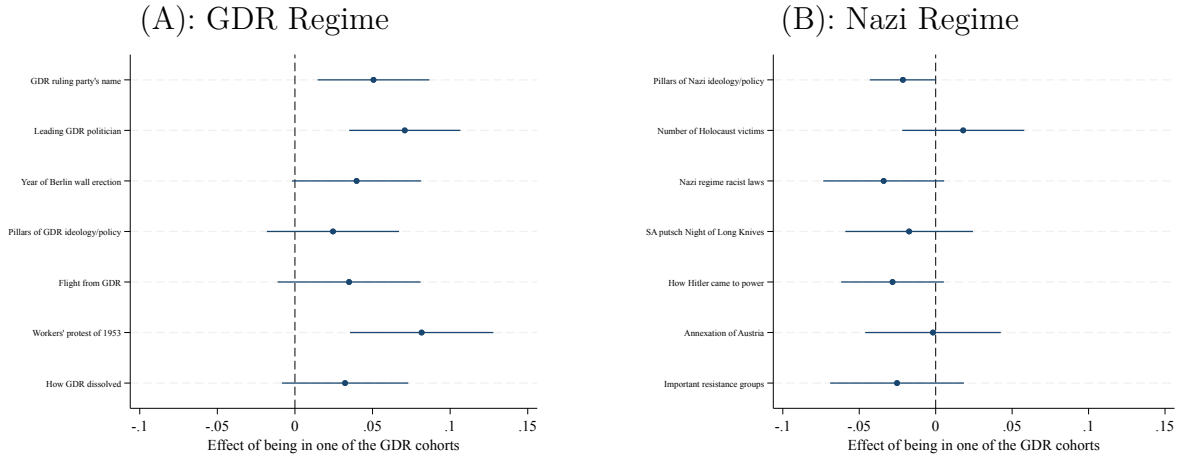 (A): GDR Regime
GDR ruling party's name
Leading GDR politician
Year of Berlin wall erection
Pillars of GDR ideology/policy
Flight from GDR
Workers' protest of 1953
How GDR dissolved
-.1 -.05 0 .05 .1 .15
Effect of being in one of the GDR cohorts
(B): Nazi Regime
Pillars of Nazi ideology/policy
Number of Holocaust victims
Nazi regime racist laws
SA putsch Night of Long Knives
How Hitler came to power
Annexation of Austria
Important resistance groups
-.1 -.05 0 .05 .1 .15
Effect of being in one of the GDR cohorts